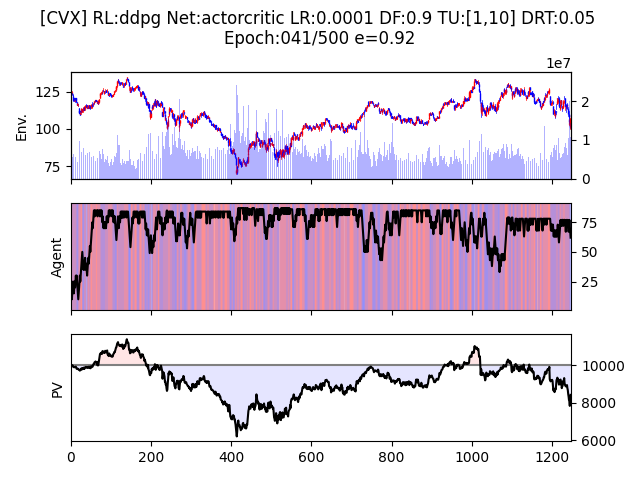 [CVX] RL:ddpg Net:actorcritic LR:0.0001 DF:0.9 TU:[1,10] DRT:0.05
Epoch:041/500 e=0.92
1e7
Env.
125
100
75
2
1
0
Agent
75
50
25
PV
10000
8000
6000
0 200 400 600 800 1000 1200